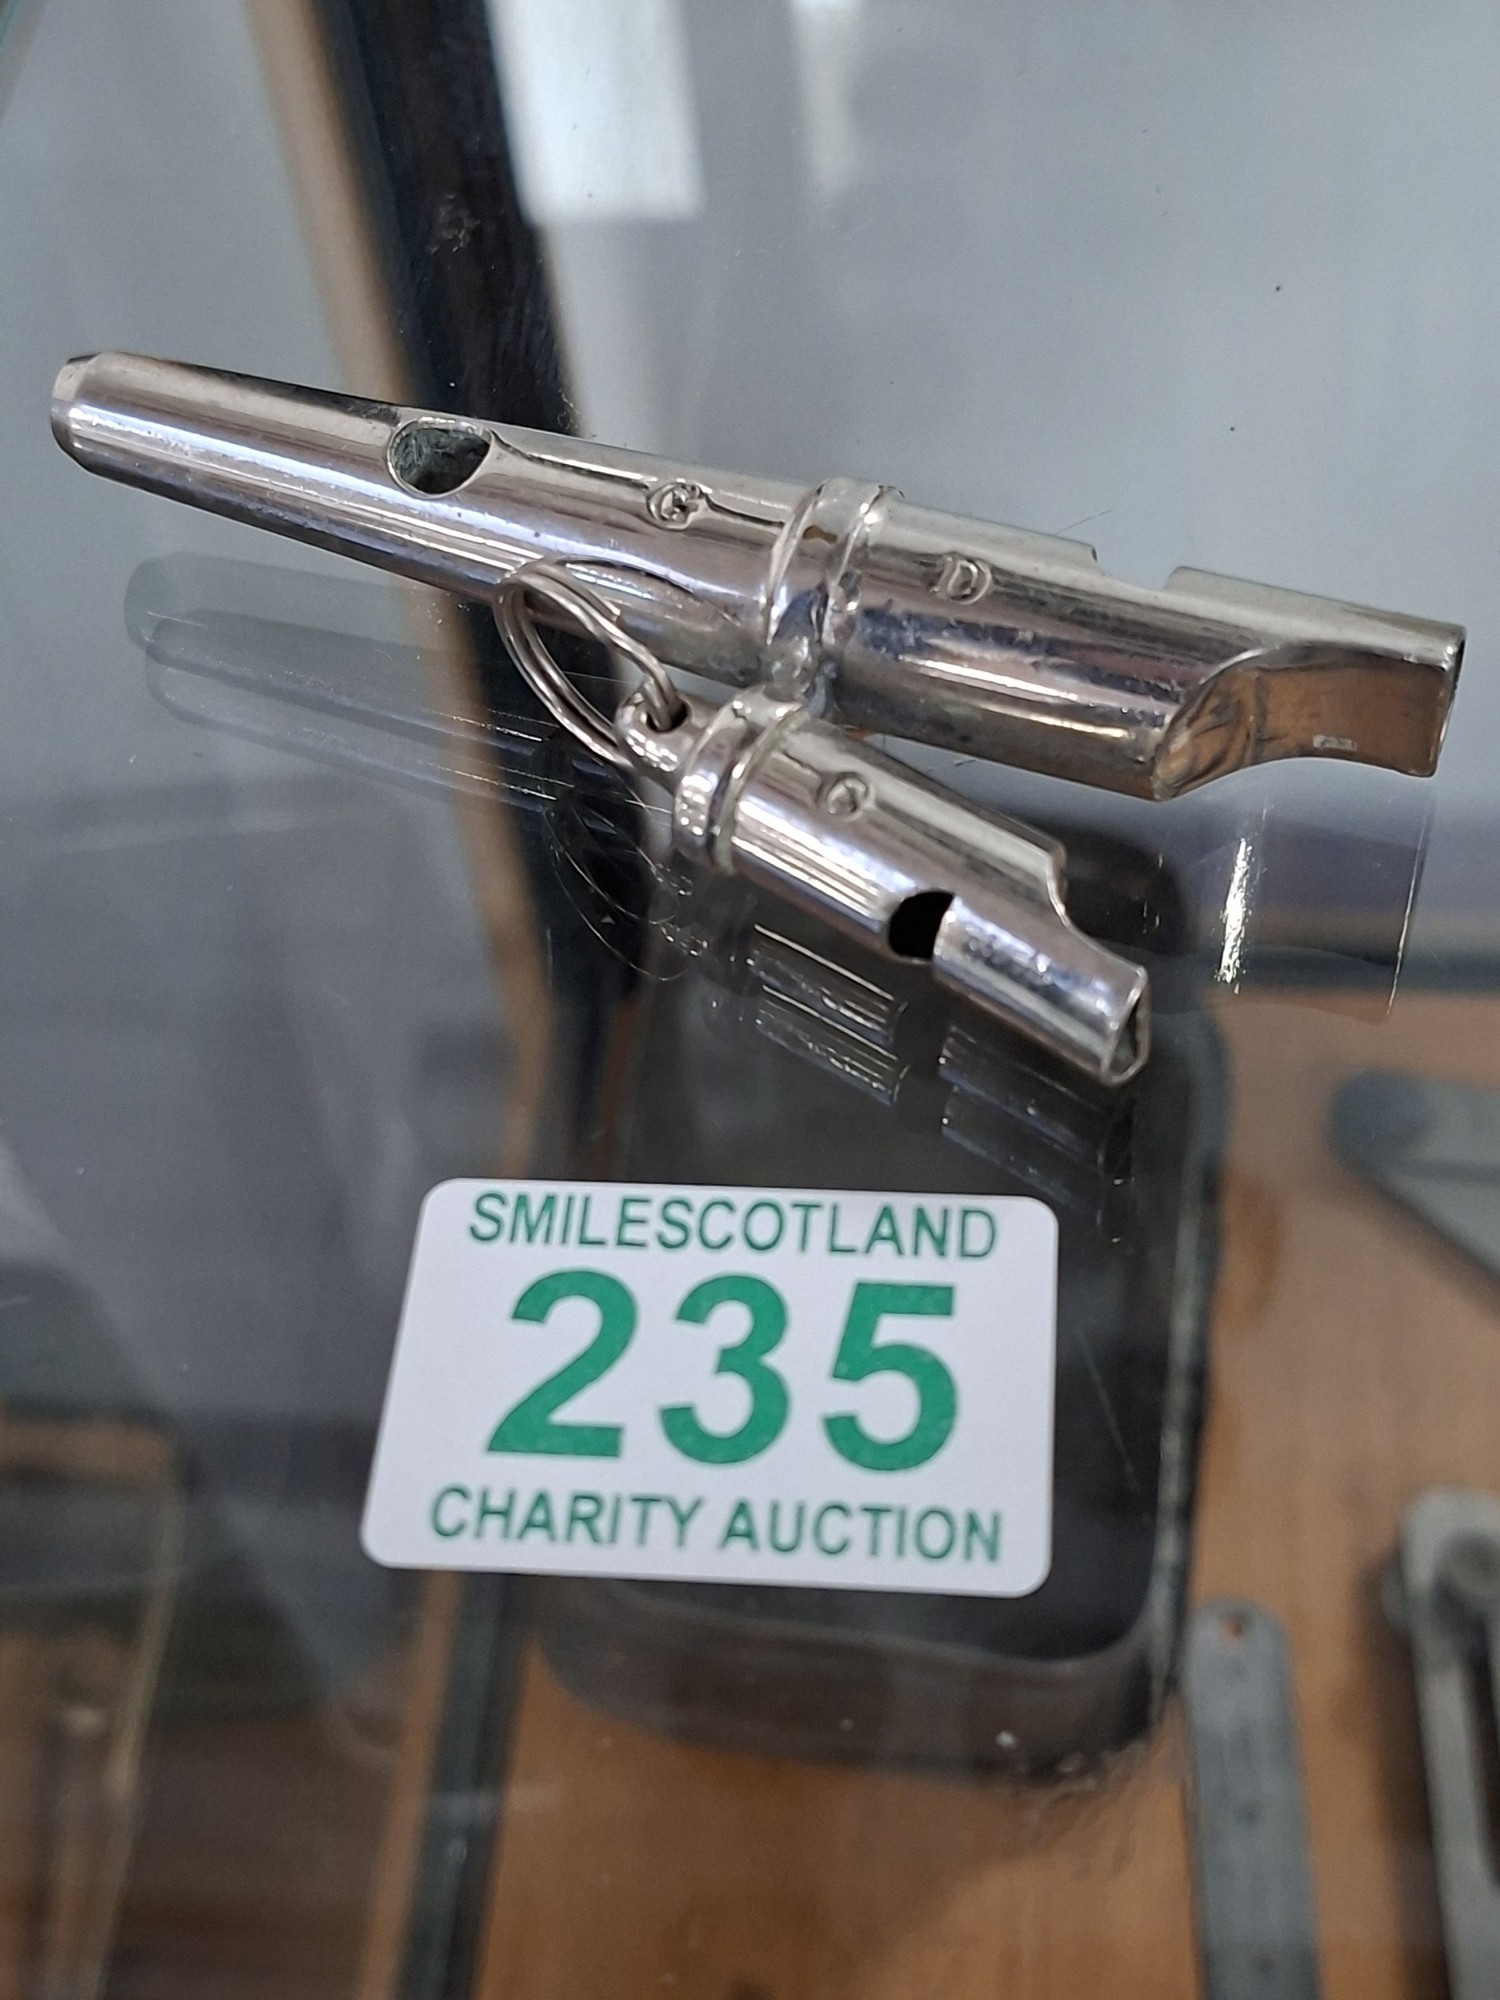 G
D
G
SMILESCOTLAND
235
CHARITY AUCTION